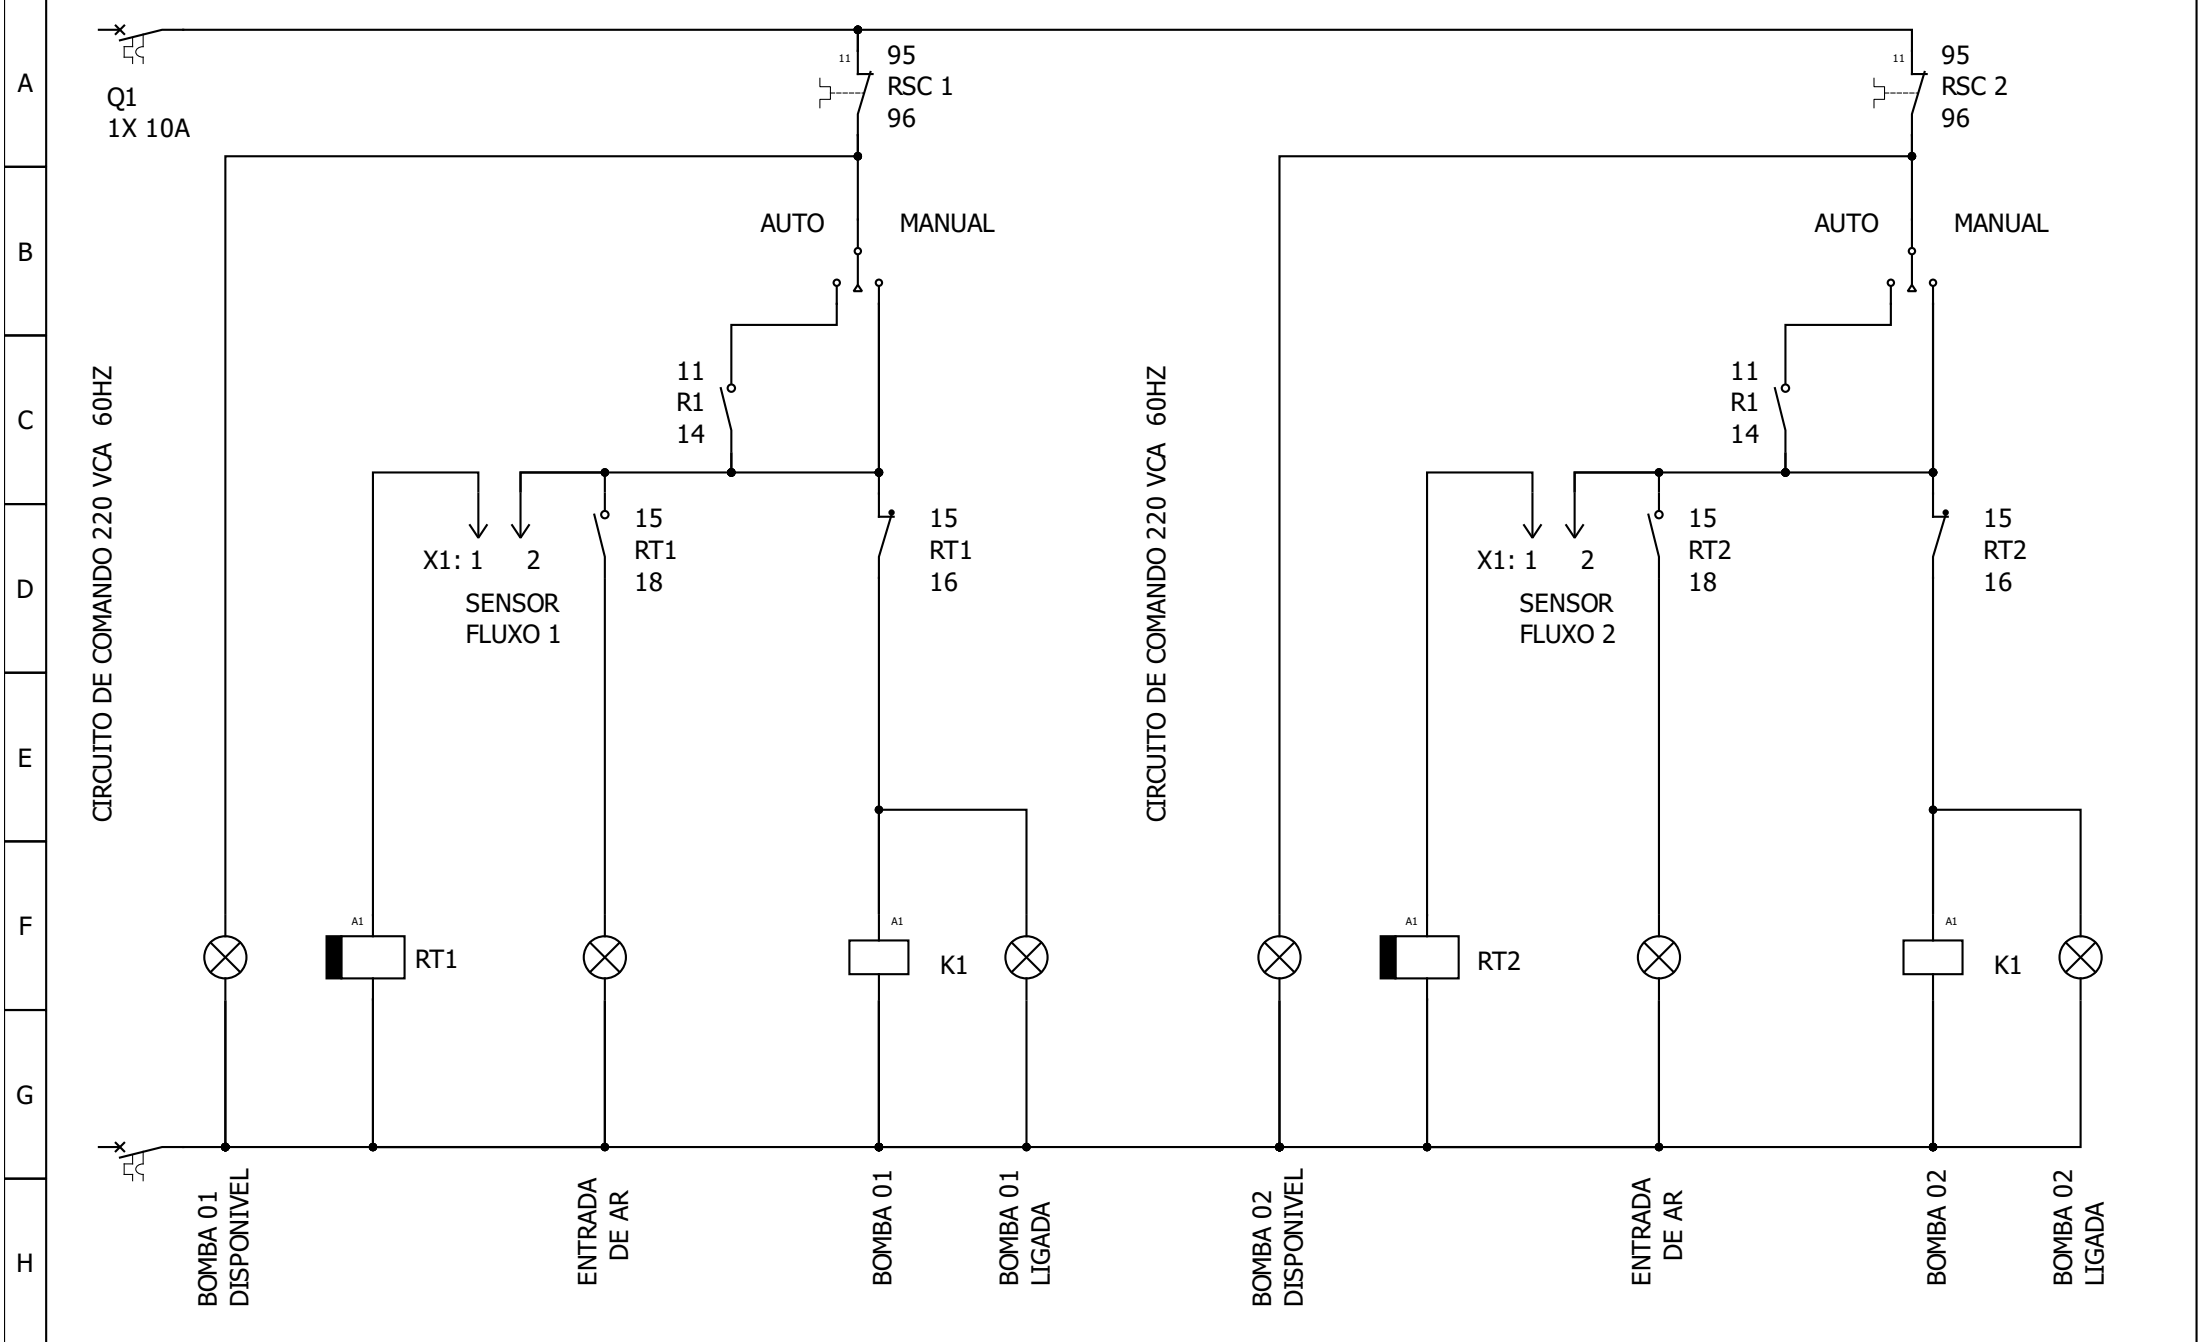 A
B
C
D
E
F
G
H
Q1
1X 10A
11
95
RSC 1
96
AUTO
MANUAL
11
R1
14
CIRCUITO DE COMANDO 220 VCA  60HZ
X1: 1
2
SENSOR
FLUXO 1
15
RT1
18
15
RT1
16
A1
RT1
A1
K1
BOMBA 01
DISPONIVEL
ENTRADA
DE AR
BOMBA 01
BOMBA 01
LIGADA
11
95
RSC 2
96
AUTO
MANUAL
11
R1
14
CIRCUITO DE COMANDO 220 VCA  60HZ
X1: 1
2
SENSOR
FLUXO 2
15
RT2
18
15
RT2
16
A1
RT2
A1
K1
BOMBA 02
DISPONIVEL
ENTRADA
DE AR
BOMBA 02
BOMBA 02
LIGADA